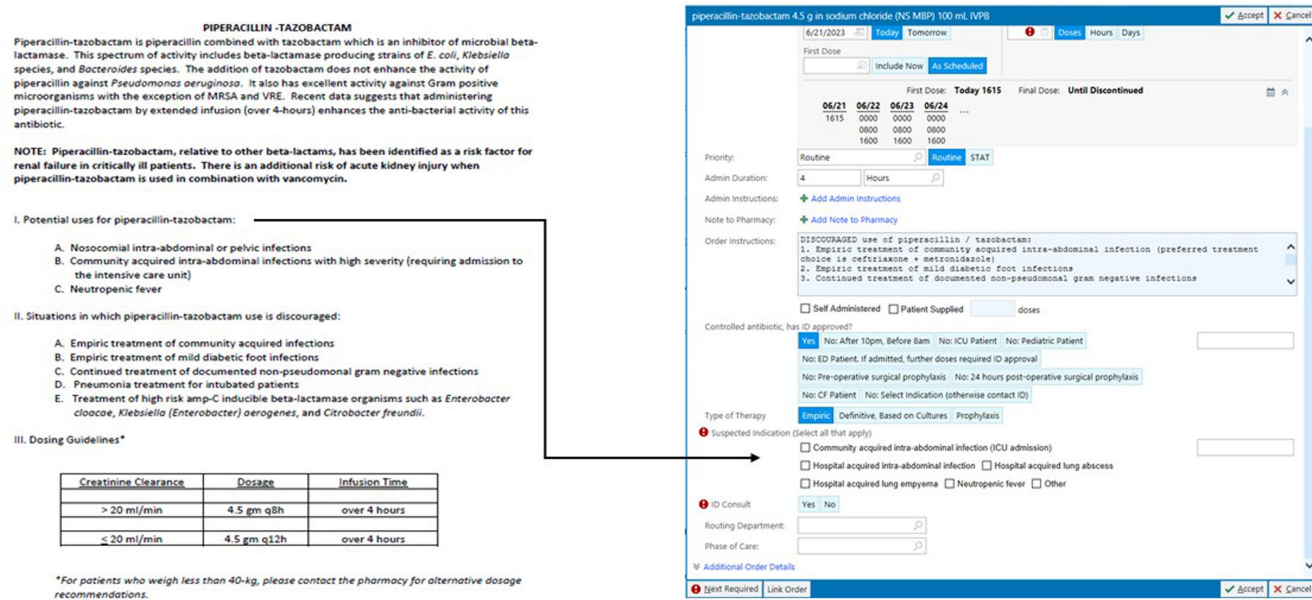 PIPERACILLIN -TAZOBACTAM
Piperacillin-tazobactam is piperacillin combined with tazobactam which is an inhibitor of microbial beta-
lactamase. This spectrum of activity includes beta-lactamase producing strains of E. coli, Klebsiella
species, and Bacteroides species. The addition of tazobactam does not enhance the activity of
piperacillin against Pseudomonas aeruginosa. It also has excellent activity against Gram positive
microorganisms with the exception of MRSA and VRE. Recent data suggests that administering
piperacillin-tazobactam by extended infusion (over 4-hours) enhances the anti-bacterial activity of this
antibiotic.
NOTE: Piperacillin-tazobactam, relative to other beta-lactams, has been identified as a risk factor for
renal failure in critically ill patients. There is an additional risk of acute kidney injury when
piperacillin-tazobactam is used in combination with vancomycin.
I. Potential uses for piperacillin-tazobactam:
A. Nosocomial intra-abdominal or pelvic infections
B. Community acquired intra-abdominal infections with high severity (requiring admission to
the intensive care unit)
C. Neutropenic fever
II. Situations in which piperacillin-tazobactam use is discouraged:
A. Empiric treatment of community acquired infections
B. Empiric treatment of mild diabetic foot infections
C. Continued treatment of documented non-pseudomonal gram negative infections
D. Pneumonia treatment for intubated patients
E. Treatment of high risk amp-C inducible beta-lactamase organisms such as Enterobacter
cloacae, Klebsiella (Enterobacter) aerogenes, and Citrobacter freundii.
III. Dosing Guidelines*
Creatinine Clearance Dosage Infusion Time
> 20 ml/min 4.5 gm q8h over 4 hours
≤ 20 ml/min 4.5 gm q12h over 4 hours
*For patients who weigh less than 40-kg, please contact the pharmacy for alternative dosage
recommendations.
piperacillin-tazobactam 4.5 g in sodium chloride (NS MBP) 100 mL IVPB Accept Cancel
6/21/2023 Today Tomorrow Doses Hours Days
First Dose
Include Now As Scheduled
First Dose: Today 1615 Final Dose: Until Discontinued
06/21 06/22 06/23 06/24 ...
1615 0000 0000 0000
0800 0800 0800
1600 1600 1600
Priority: Routine Routine STAT
Admin Duration: 4 Hours
Admin Instructions: Add Admin Instructions
Note to Pharmacy: Add Note to Pharmacy
Order Instructions: DISCOURAGED use of piperacillin / tazobactam:
1. Empiric treatment of community acquired intra-abdominal infection (preferred treatment
choice is ceftriaxone + metronidazole)
2. Empiric treatment of mild diabetic foot infections
3. Continued treatment of documented non-pseudomonal gram negative infections
Self Administered Patient Supplied doses
Controlled antibiotic, has ID approved?
Yes No: After 10pm, Before 8am No: ICU Patient No: Pediatric Patient
No: ED Patient. If admitted, further doses required ID approval
No: Pre-operative surgical prophylaxis No: 24 hours post-operative surgical prophylaxis
No: CF Patient No: Select Indication (otherwise contact ID)
Type of Therapy Empiric Definitive, Based on Cultures Prophylaxis
Suspected Indication (Select all that apply)
Community acquired intra-abdominal infection (ICU admission)
Hospital acquired intra-abdominal infection Hospital acquired lung abscess
Hospital acquired lung empyema Neutropenic fever Other
ID Consult Yes No
Routing Department:
Phase of Care:
Additional Order Details
Next Required Link Order Accept Cancel